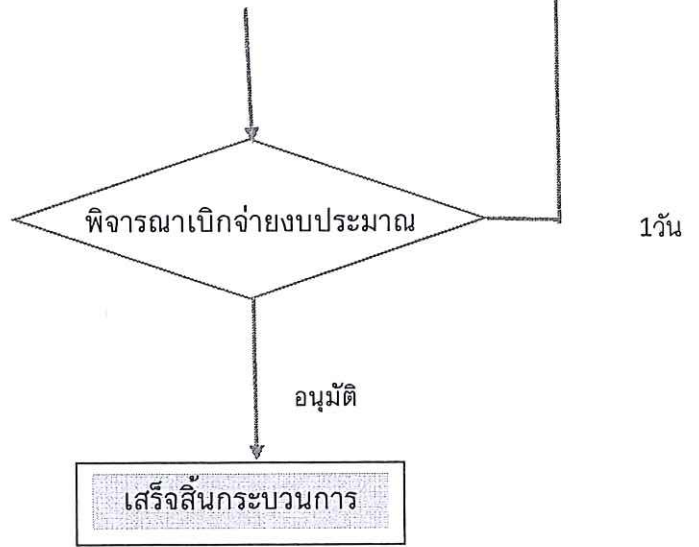 พิจารณาเบิกจ่ายงบประมาณ
1วัน
อนุมัติ
เสร็จสิ้นกระบวนการ